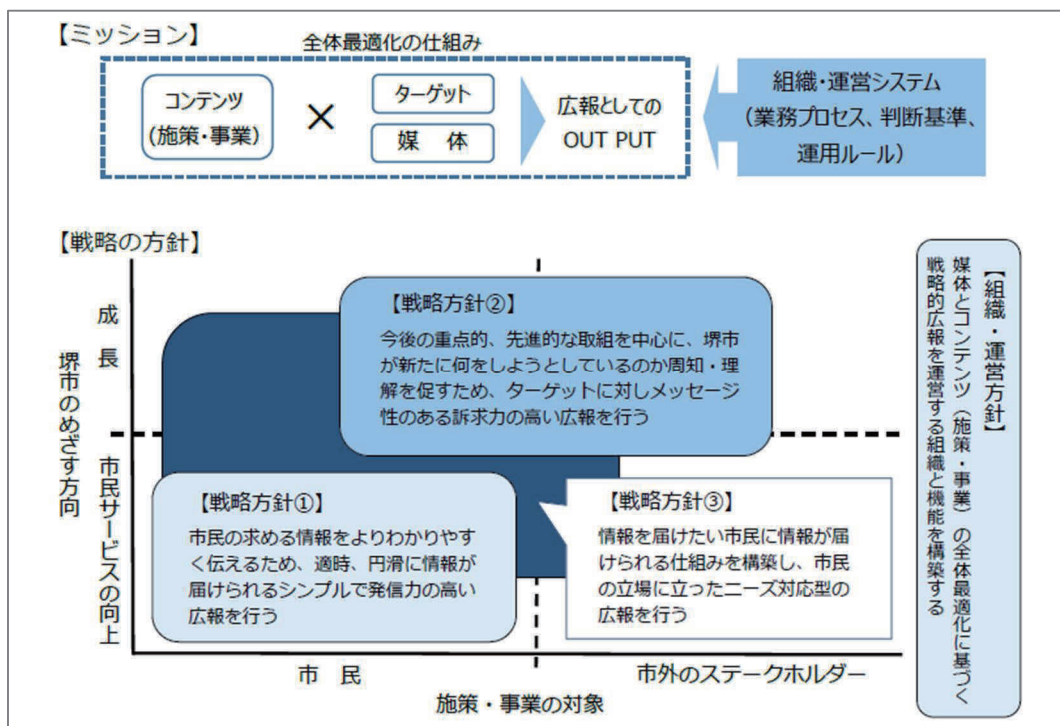 【ミッション】
全体最適化の仕組み
コンテンツ
(施策・事業)
×
ターゲット
媒　体
広報としての
OUT PUT
組織・運営システム
(業務プロセス、判断基準、
運用ルール)
【戦略の方針】
堺市のめざす方向
成長
市民サービスの向上
【戦略方針②】
今後の重点的、先進的な取組を中心に、堺市
が新たに何をしようとしているのか周知・理
解を促すため、ターゲットに対しメッセージ
性のある訴求力の高い広報を行う
【戦略方針①】
市民の求める情報をよりわかりやす
く伝えるため、適時、円滑に情報が
届けられるシンプルで発信力の高い
広報を行う
【戦略方針③】
情報を届けたい市民に情報が届
けられる仕組みを構築し、市民
の立場に立ったニーズ対応型の
広報を行う
市　民
市外のステークホルダー
施策・事業の対象
【組織・運営方針】
媒体とコンテンツ（施策・事業）の全体最適化に基づく
戦略的広報を運営する組織と機能を構築する